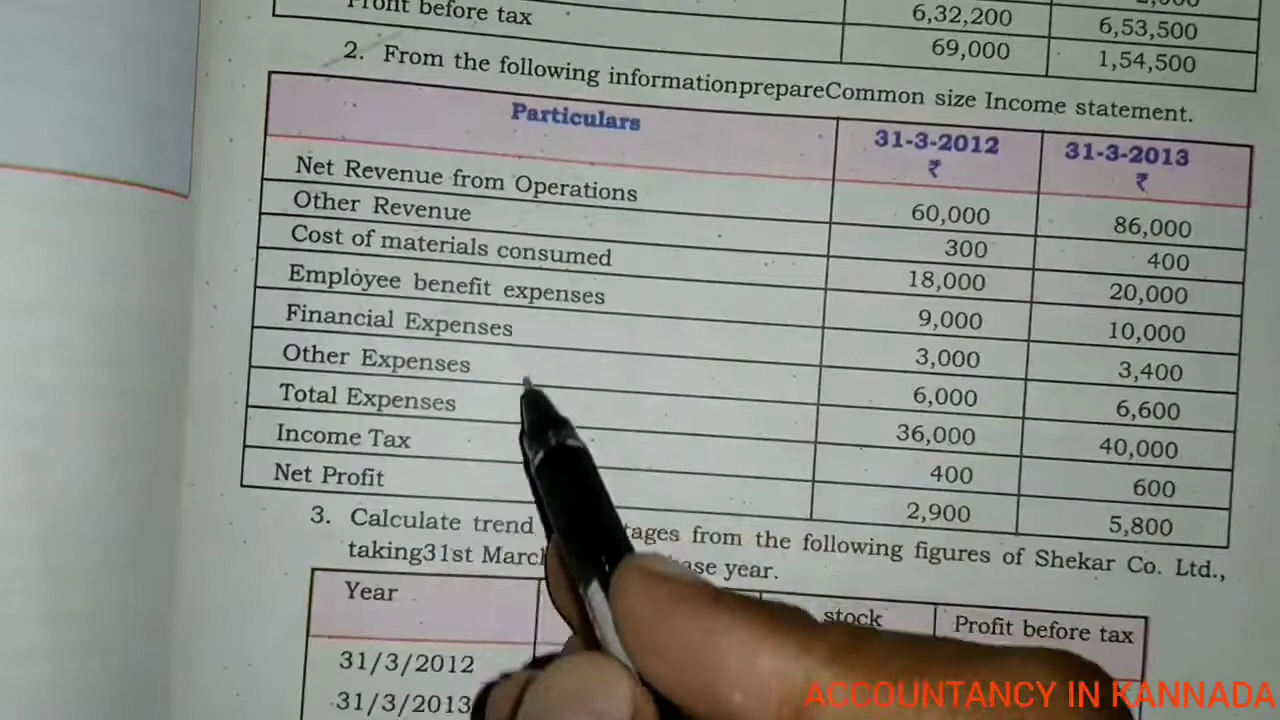 Profit before tax 6,32,200 6,53,500
69,000 1,54,500
2. From the following informationprepareCommon size Income statement.
Particulars 31-3-2012 ₹ 31-3-2013 ₹
Net Revenue from Operations 60,000 86,000
Other Revenue 300 400
Cost of materials consumed 18,000 20,000
Employee benefit expenses 9,000 10,000
Financial Expenses 3,000 3,400
Other Expenses 6,000 6,600
Total Expenses 36,000 40,000
Income Tax 400 600
Net Profit 2,900 5,800
3. Calculate trend from the following figures of Shekar Co. Ltd.,
taking31st March year.
Year stock Profit before tax
31/3/2012
31/3/2013
ACCOUNTANCY IN KANNADA